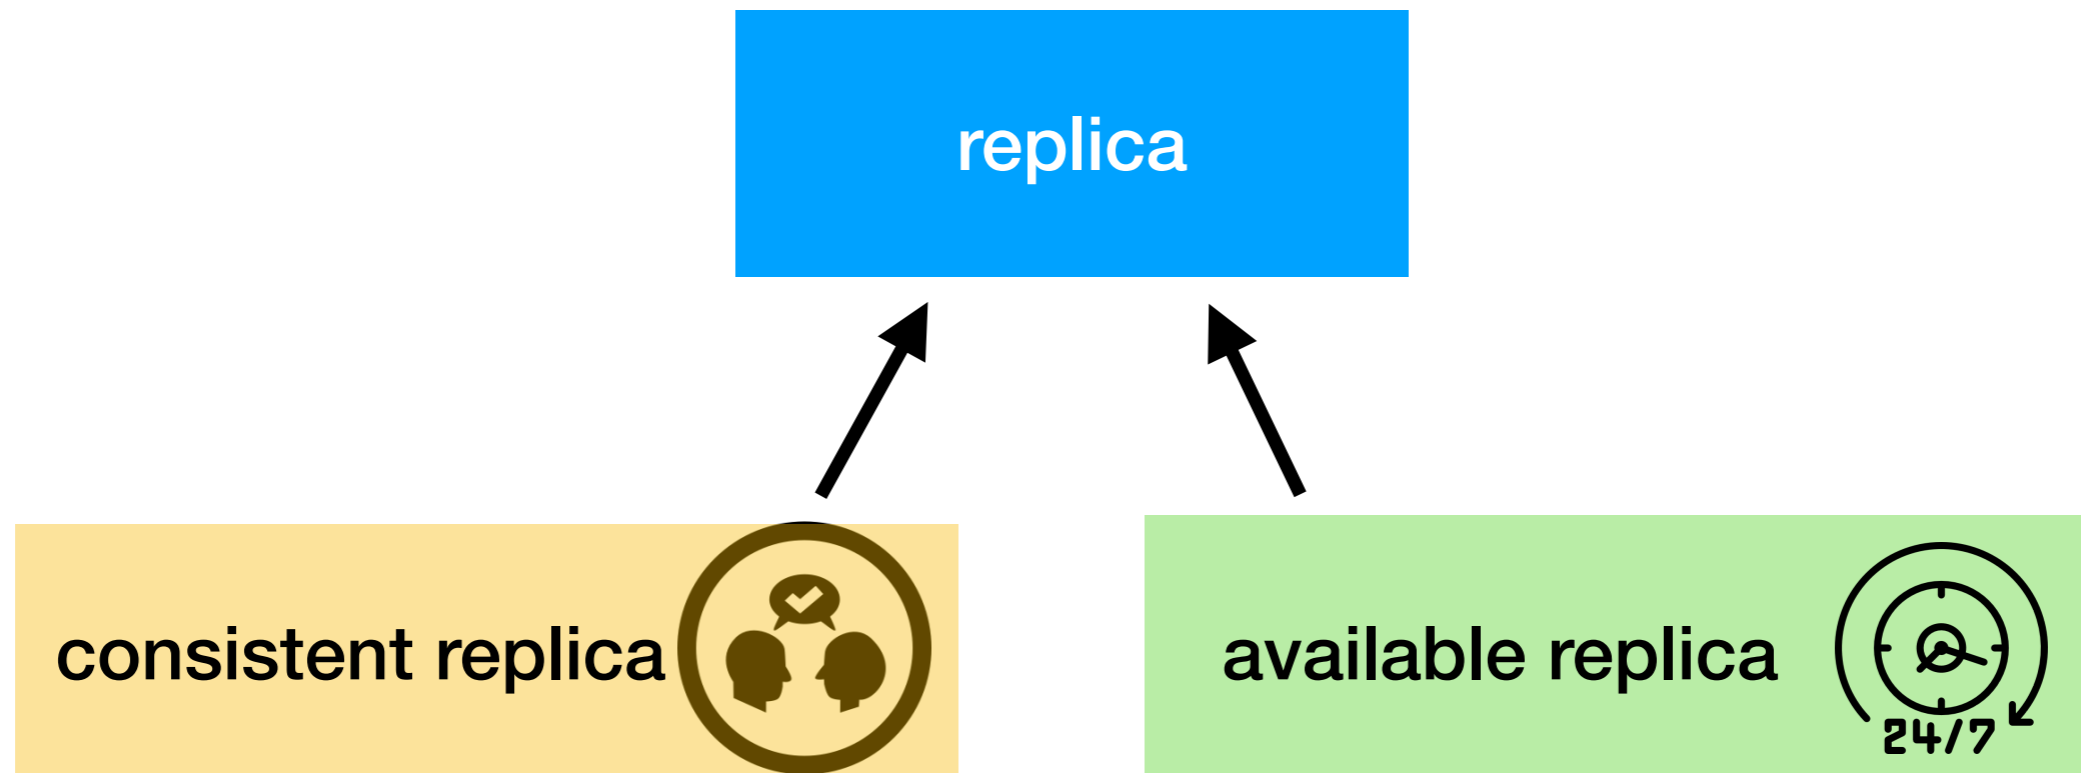 replica
consistent replica
available replica
24/7